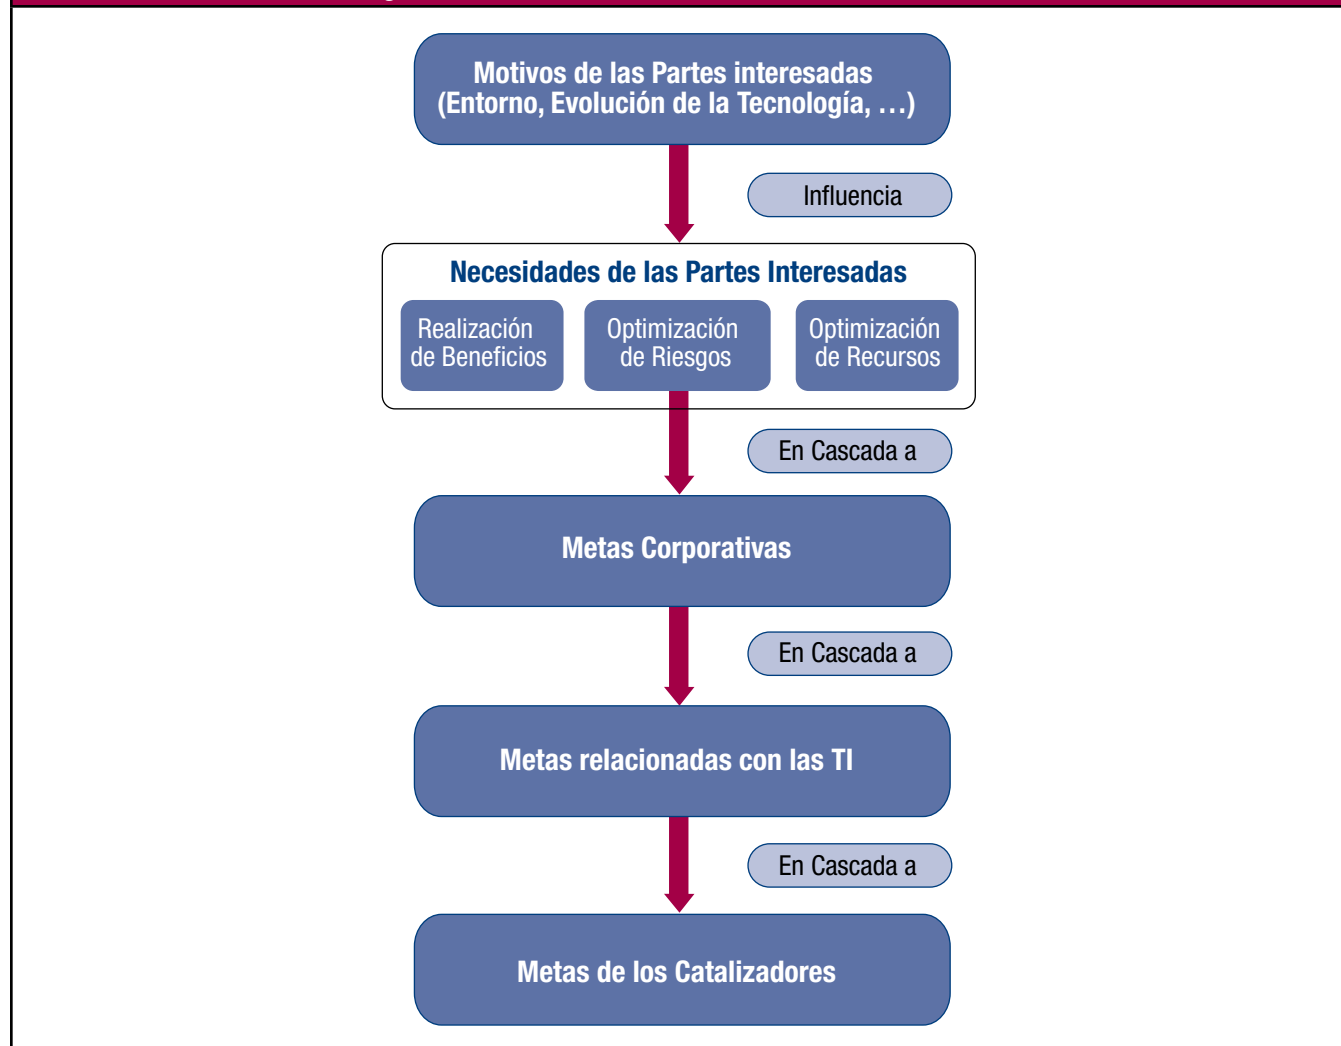 Motivos de las Partes interesadas
(Entorno, Evolución de la Tecnología, …)
Influencia
Necesidades de las Partes Interesadas
Realización
de Beneficios
Optimización
de Riesgos
Optimización
de Recursos
En Cascada a
Metas Corporativas
En Cascada a
Metas relacionadas con las TI
En Cascada a
Metas de los Catalizadores